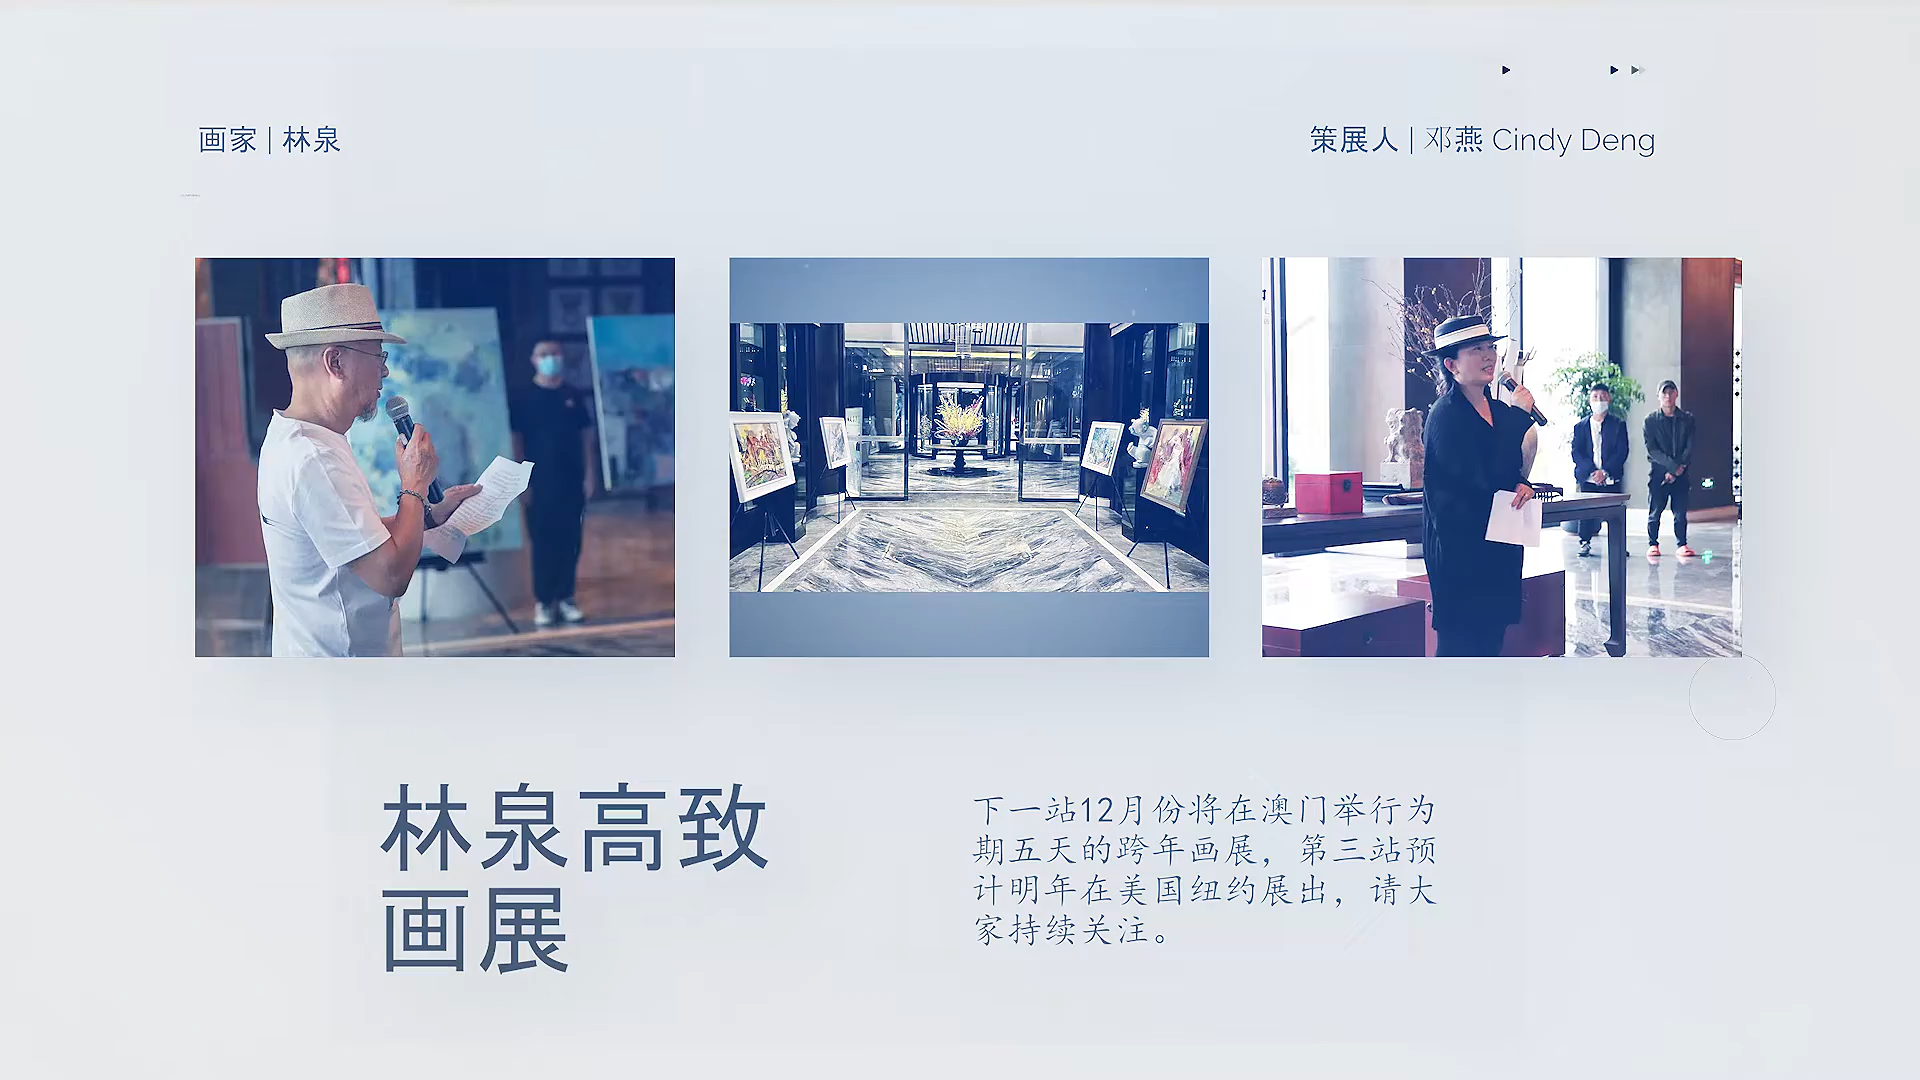 画家 | 林泉
策展人 | 邓燕 Cindy Deng
林泉高致
画展
下一站12月份将在澳门举行为
期五天的跨年画展，第三站预
计明年在美国纽约展出，请大
家持续关注。